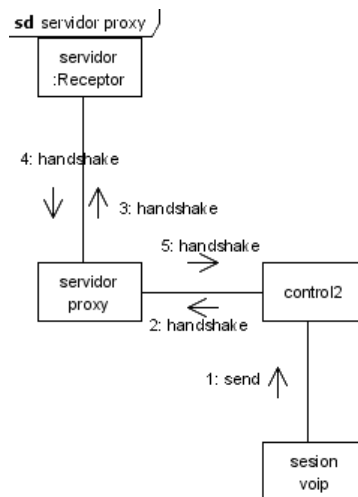 sd servidor proxy
servidor
:Receptor
4: handshake
3: handshake
5: handshake
servidor
proxy
control2
2: handshake
1: send
sesion
voip